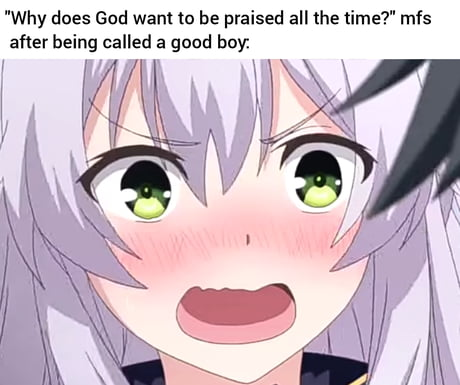 "Why does God want to be praised all the time?" mfs
after being called a good boy: